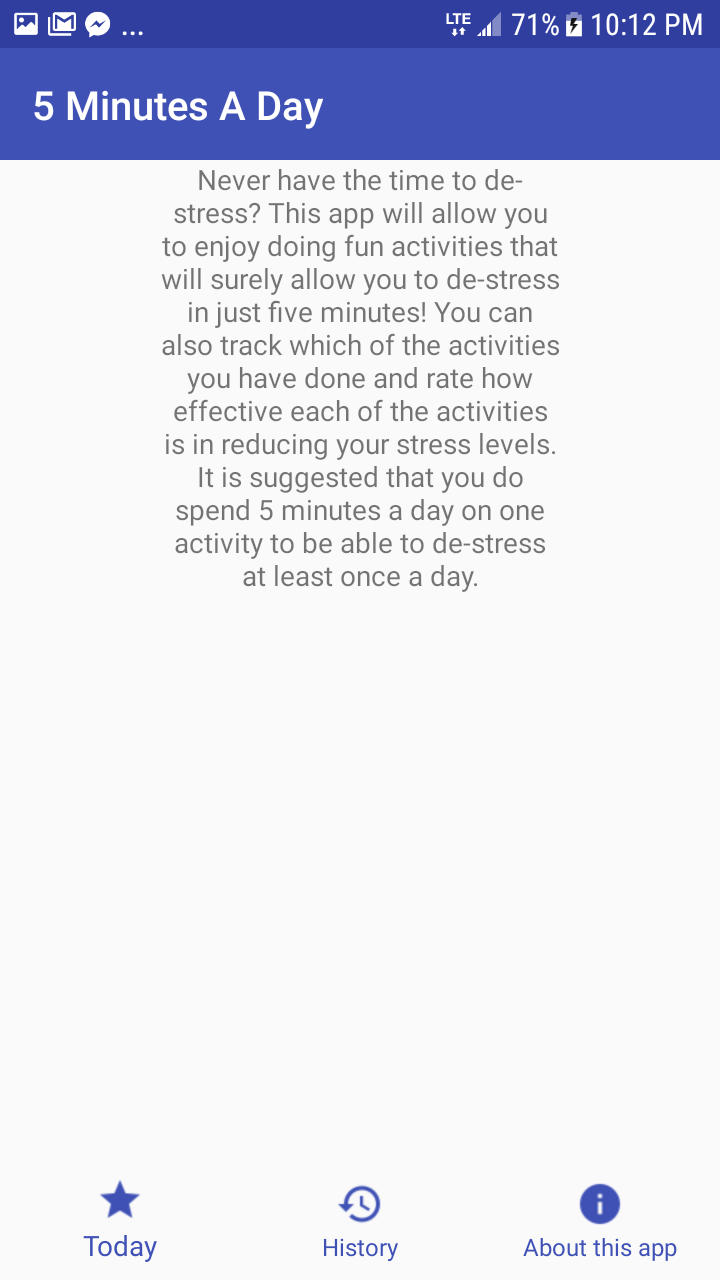 LTE 71% 10:12 PM
5 Minutes A Day
Never have the time to de-
stress? This app will allow you
to enjoy doing fun activities that
will surely allow you to de-stress
in just five minutes! You can
also track which of the activities
you have done and rate how
effective each of the activities
is in reducing your stress levels.
It is suggested that you do
spend 5 minutes a day on one
activity to be able to de-stress
at least once a day.
Today
History
About this app